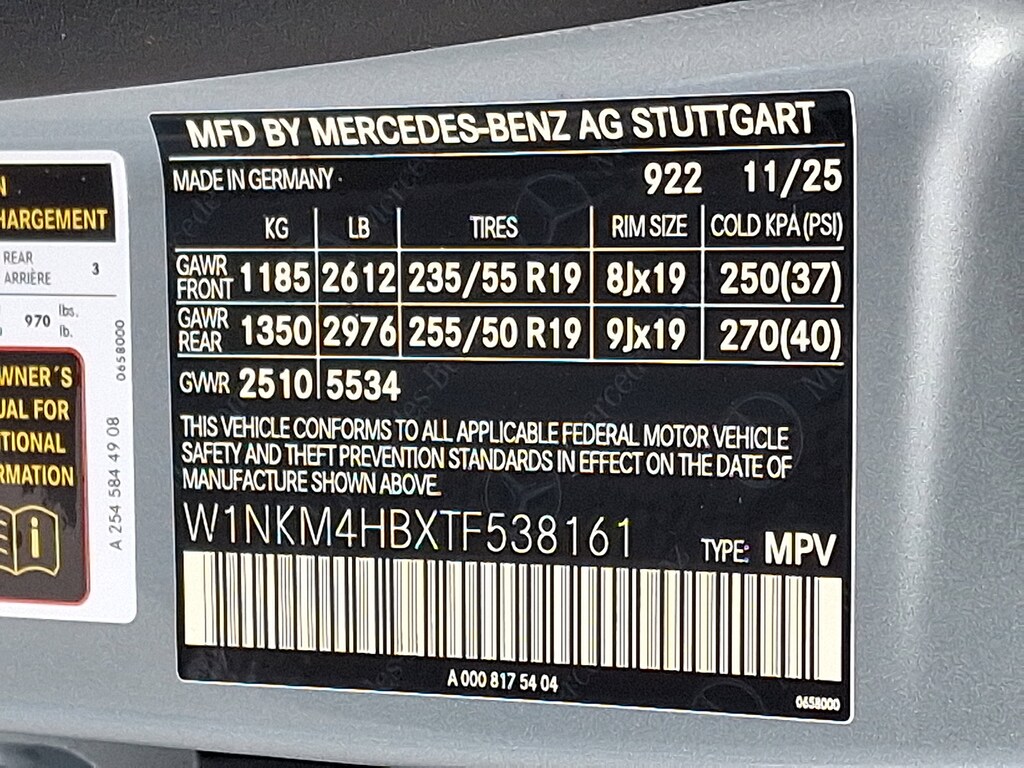 N
HARGEMENT
REAR
ARRIÈRE
3
970
lbs.
lb.
0658000
WNER´S
UAL FOR
TIONAL
RMATION
A 254 584 49 08
MFD BY MERCEDES-BENZ AG STUTTGART
MADE IN GERMANY 922 11/25
KG LB TIRES RIM SIZE COLD KPA (PSI)
GAWR FRONT 1185 2612 235/55 R19 8Jx19 250(37)
GAWR REAR 1350 2976 255/50 R19 9Jx19 270(40)
GVWR 2510 5534
THIS VEHICLE CONFORMS TO ALL APPLICABLE FEDERAL MOTOR VEHICLE
SAFETY AND THEFT PREVENTION STANDARDS IN EFFECT ON THE DATE OF
MANUFACTURE SHOWN ABOVE.
W1NKM4HBXTF538161 TYPE: MPV
A 000 817 54 04
0658000